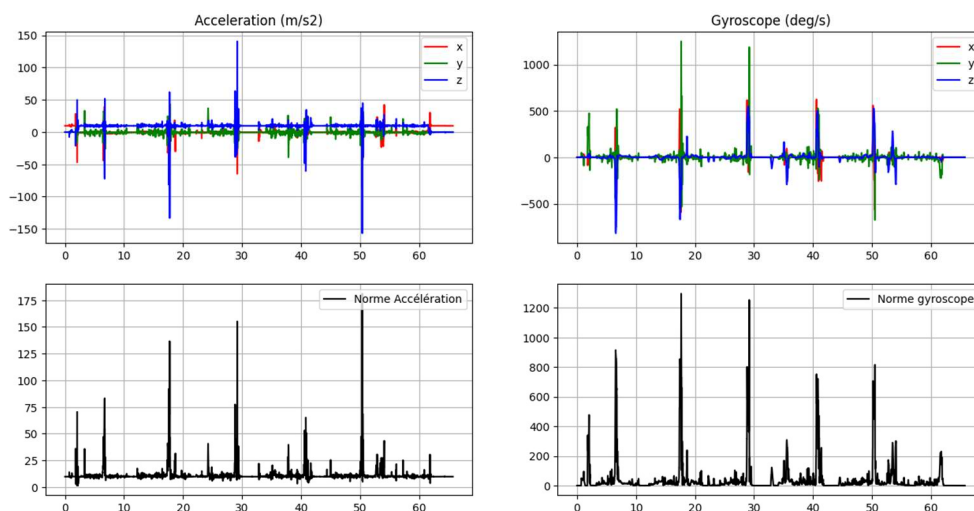 Acceleration (m/s2)
150
100
50
0
−50
−100
−150
x
y
z
0 10 20 30 40 50 60
Gyroscope (deg/s)
1000
500
0
−500
x
y
z
0 10 20 30 40 50 60
175
150
125
100
75
50
25
0
Norme Accélération
0 10 20 30 40 50 60
1200
1000
800
600
400
200
0
Norme gyroscope
0 10 20 30 40 50 60